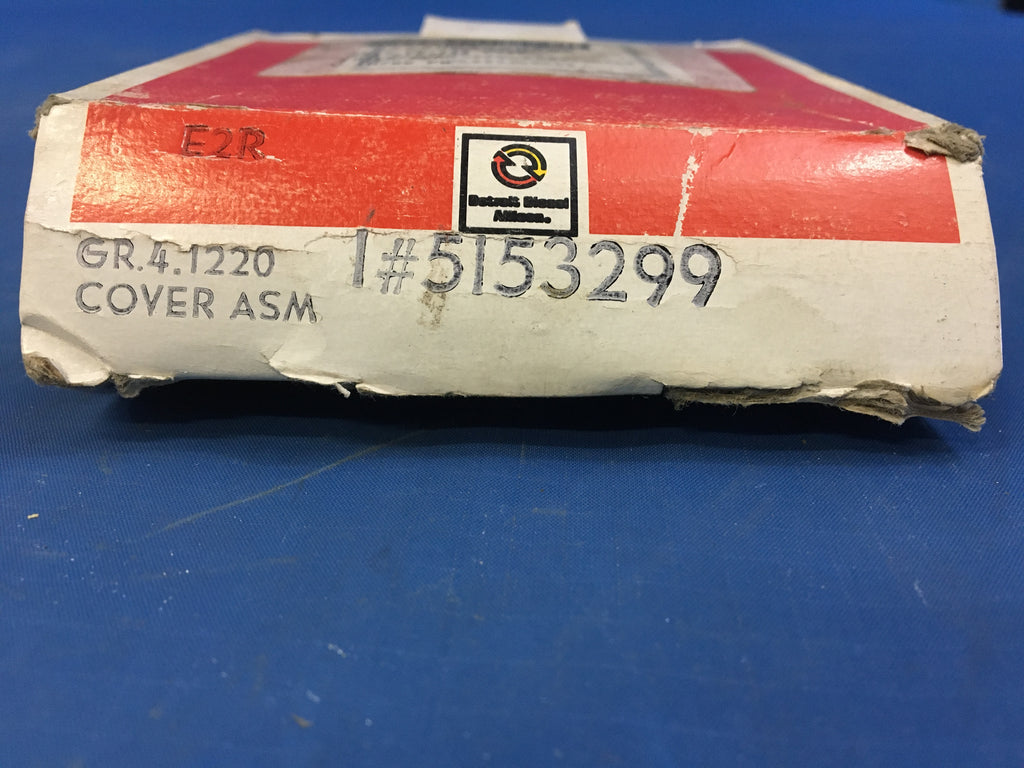 E2R
Detroit Diesel
Allison®
GR.4.1220
COVER ASM
1#5153299